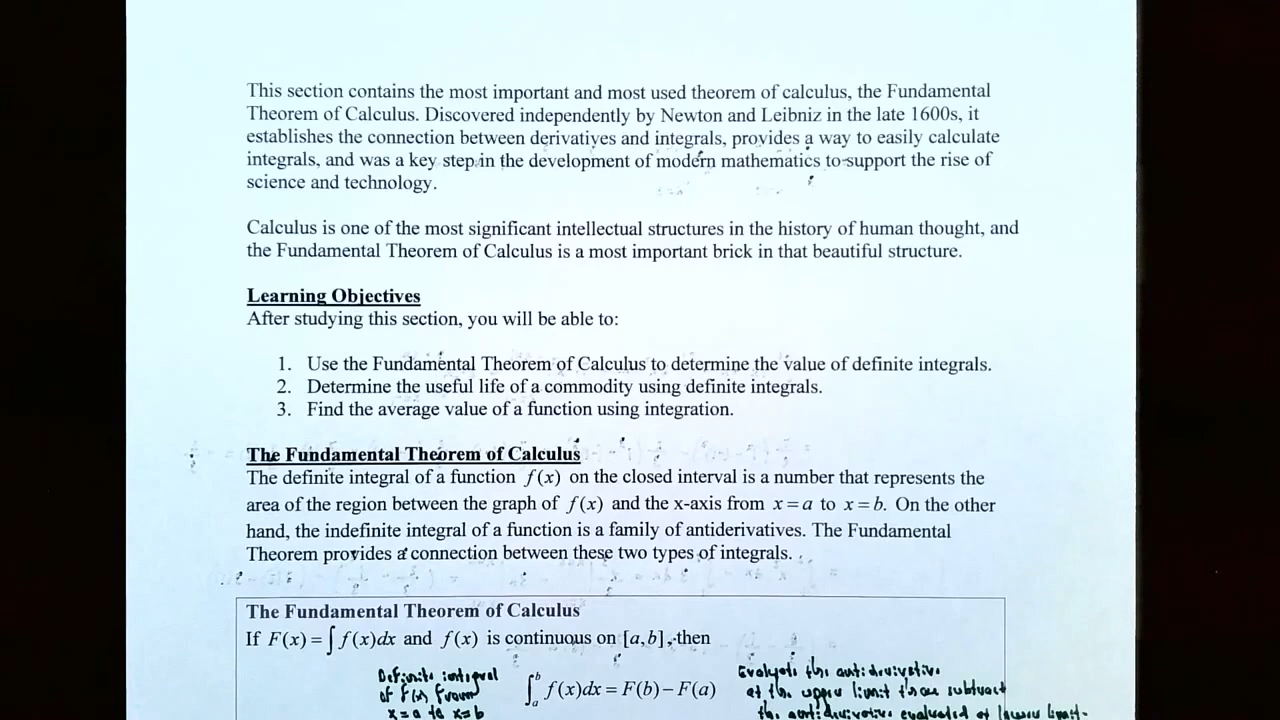 This section contains the most important and most used theorem of calculus, the Fundamental
Theorem of Calculus. Discovered independently by Newton and Leibniz in the late 1600s, it
establishes the connection between derivatives and integrals, provides a way to easily calculate
integrals, and was a key step in the development of modern mathematics to support the rise of
science and technology.
Calculus is one of the most significant intellectual structures in the history of human thought, and
the Fundamental Theorem of Calculus is a most important brick in that beautiful structure.
Learning Objectives
After studying this section, you will be able to:
1. Use the Fundamental Theorem of Calculus to determine the value of definite integrals.
2. Determine the useful life of a commodity using definite integrals.
3. Find the average value of a function using integration.
The Fundamental Theorem of Calculus
The definite integral of a function f(x) on the closed interval is a number that represents the
area of the region between the graph of f(x) and the x-axis from x=a to x=b. On the other
hand, the indefinite integral of a function is a family of antiderivatives. The Fundamental
Theorem provides a connection between these two types of integrals.
The Fundamental Theorem of Calculus
If F(x)=∫f(x)dx and f(x) is continuous on [a,b], then
Definite integral
of f(x) from
x=a to x=b
∫_a^b f(x)dx = F(b)−F(a)
Evaluate the antiderivative
at the upper limit then subtract
the antiderivative evaluated at lower limit.